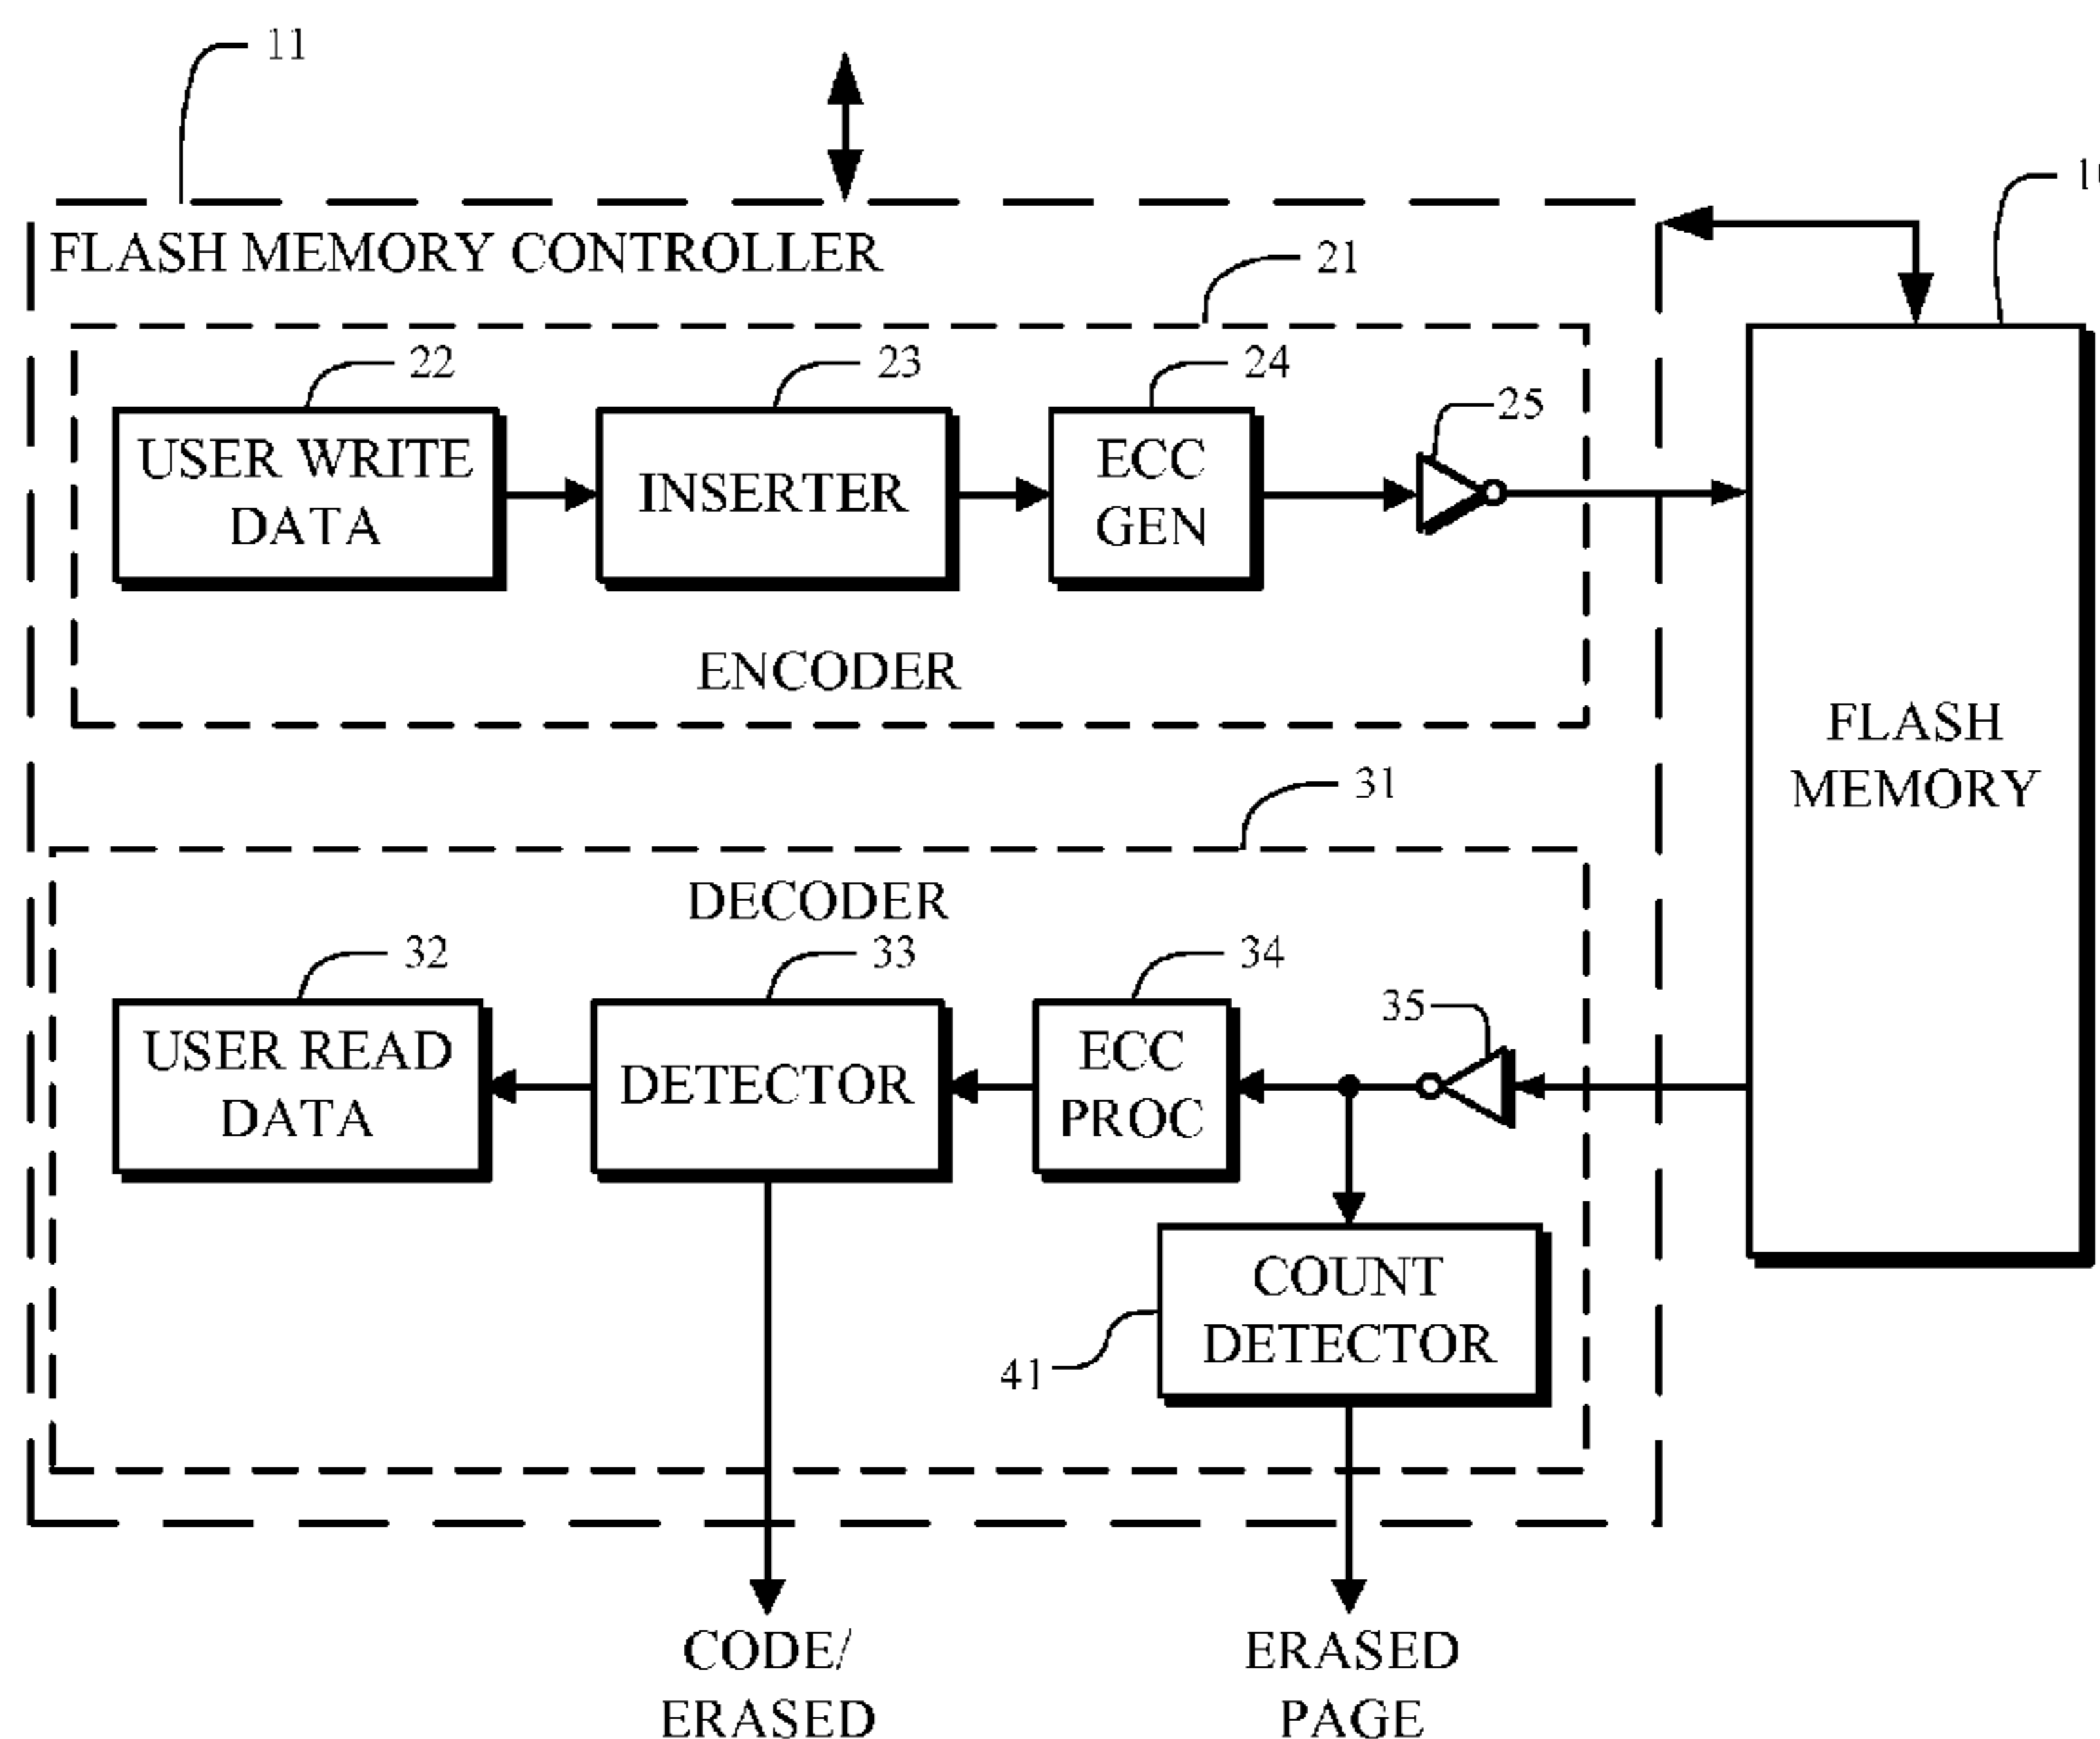 11
FLASH MEMORY CONTROLLER
21
22
23
24
25
USER WRITE
DATA
INSERTER
ECC
GEN
ENCODER
FLASH
MEMORY
31
DECODER
32
33
34
35
USER READ
DATA
DETECTOR
ECC
PROC
COUNT
DETECTOR
41
CODE/
ERASED
ERASED
PAGE